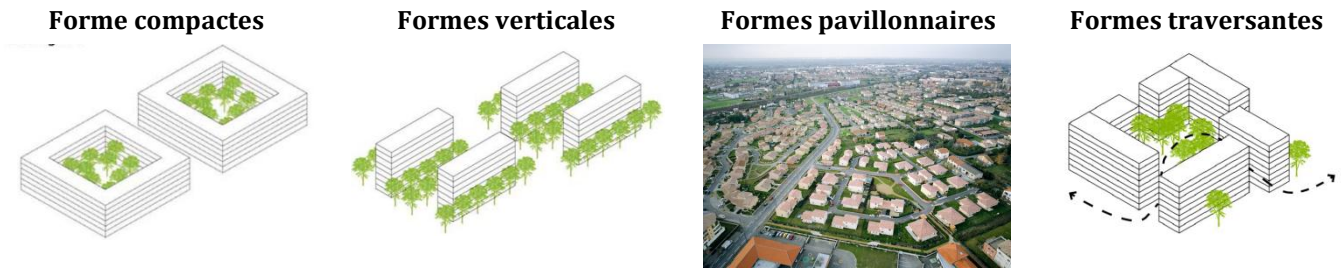 Forme compactes
Formes verticales
Formes pavillonnaires
Formes traversantes